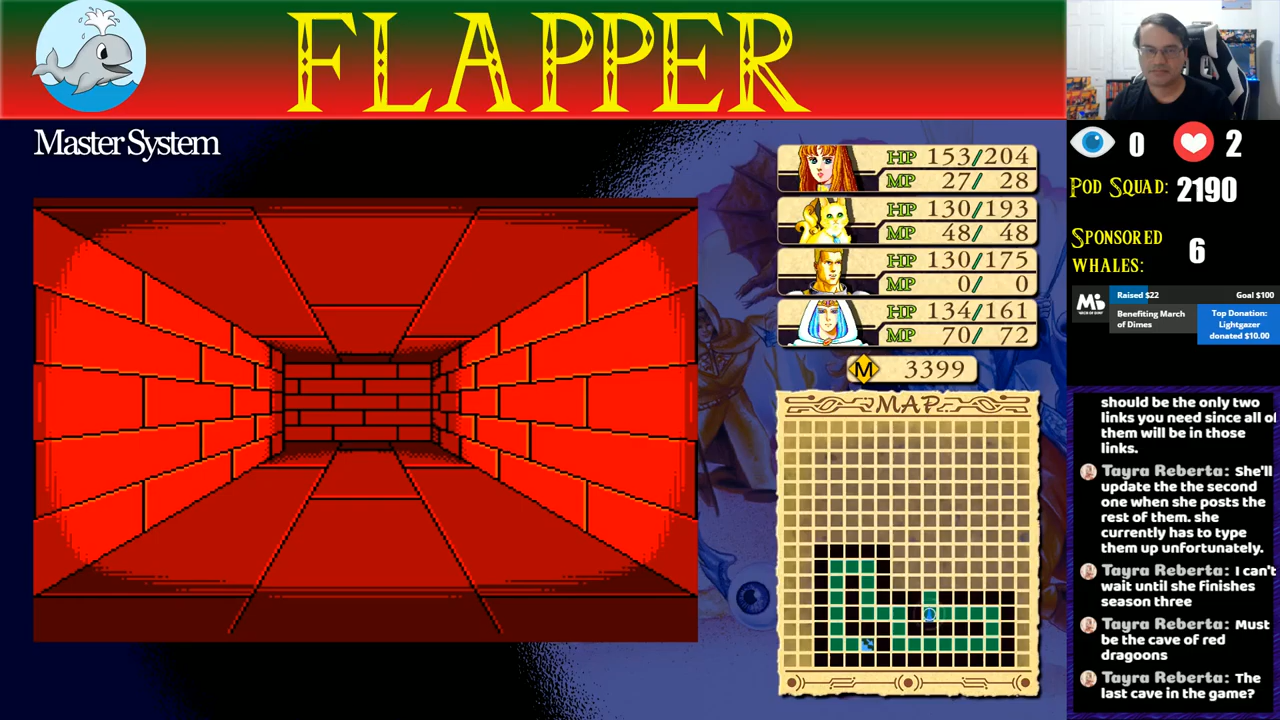 FLAPPER
Master System
HP 153/204
MP 27/ 28
HP 130/193
MP 48/ 48
HP 130/175
MP 0/ 0
HP 134/161
MP 70/ 72
M 3399
MAP
0 2
Pod Squad: 2190
Sponsored
Whales: 6
Raised $22 Goal $100
Benefiting March
of Dimes
Top Donation:
Lightgazer
donated $10.00
should be the only two
links you need since all of
them will be in those
links.
Tayra Reberta: She'll
update the the second
one when she posts the
rest of them. she
currently has to type
them up unfortunately.
Tayra Reberta: I can't
wait until she finishes
season three
Tayra Reberta: Must
be the cave of red
dragoons
Tayra Reberta: The
last cave in the game?